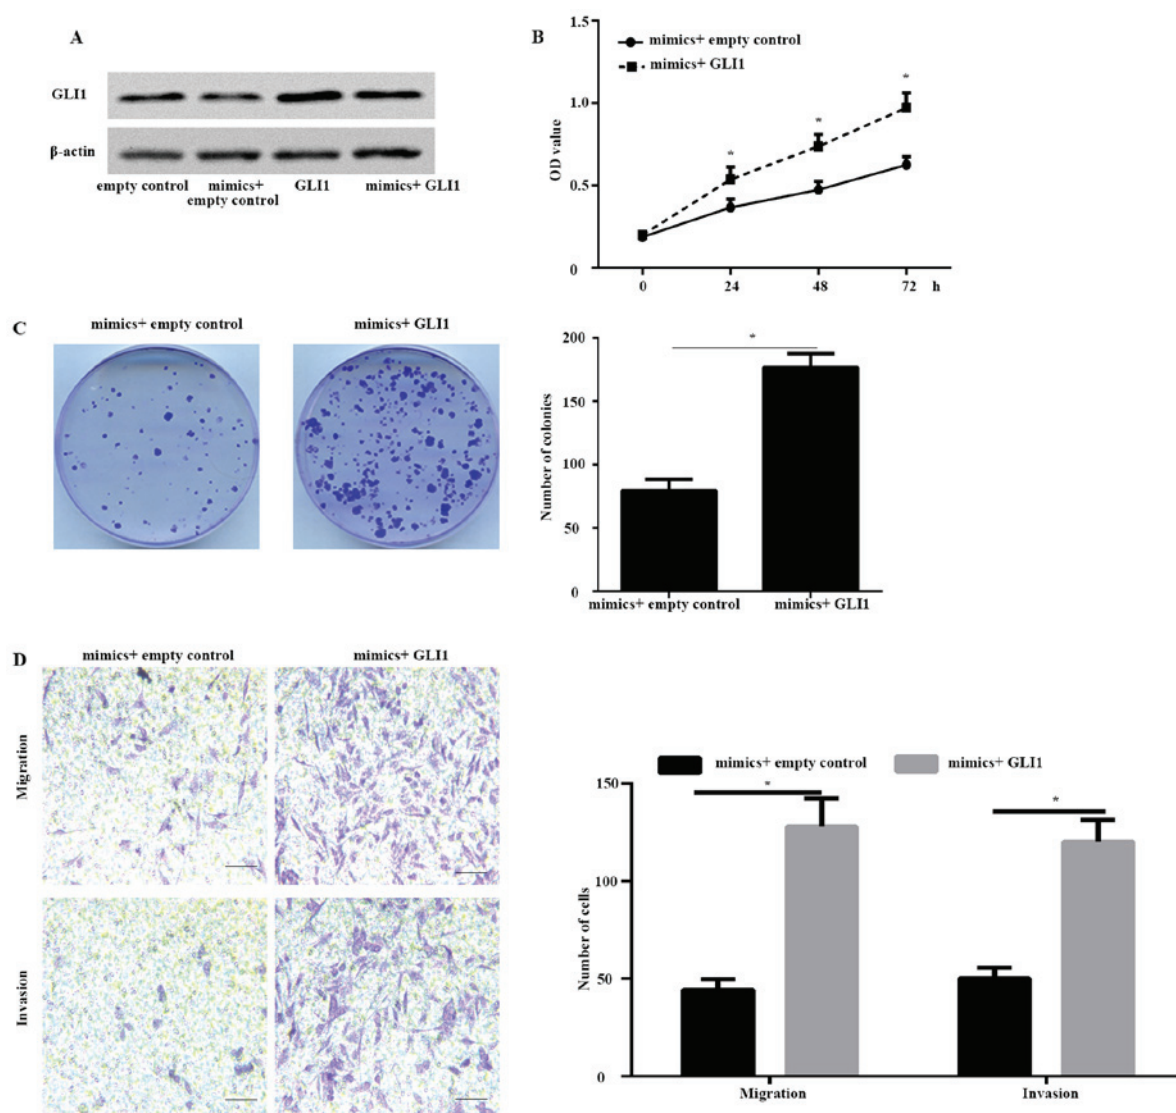 A
GLI1
β-actin
empty control
mimics+
empty control
GLI1
mimics+ GLI1
B
mimics+ empty control
mimics+ GLI1
1.5
1.0
0.5
0
OD value
*
*
*
0
24
48
72
h
C
mimics+ empty control
mimics+ GLI1
200
150
100
50
0
Number of colonies
*
mimics+ empty control
mimics+ GLI1
D
mimics+ empty control
mimics+ GLI1
Migration
Invasion
mimics+ empty control
mimics+ GLI1
150
100
50
0
Number of cells
*
*
Migration
Invasion